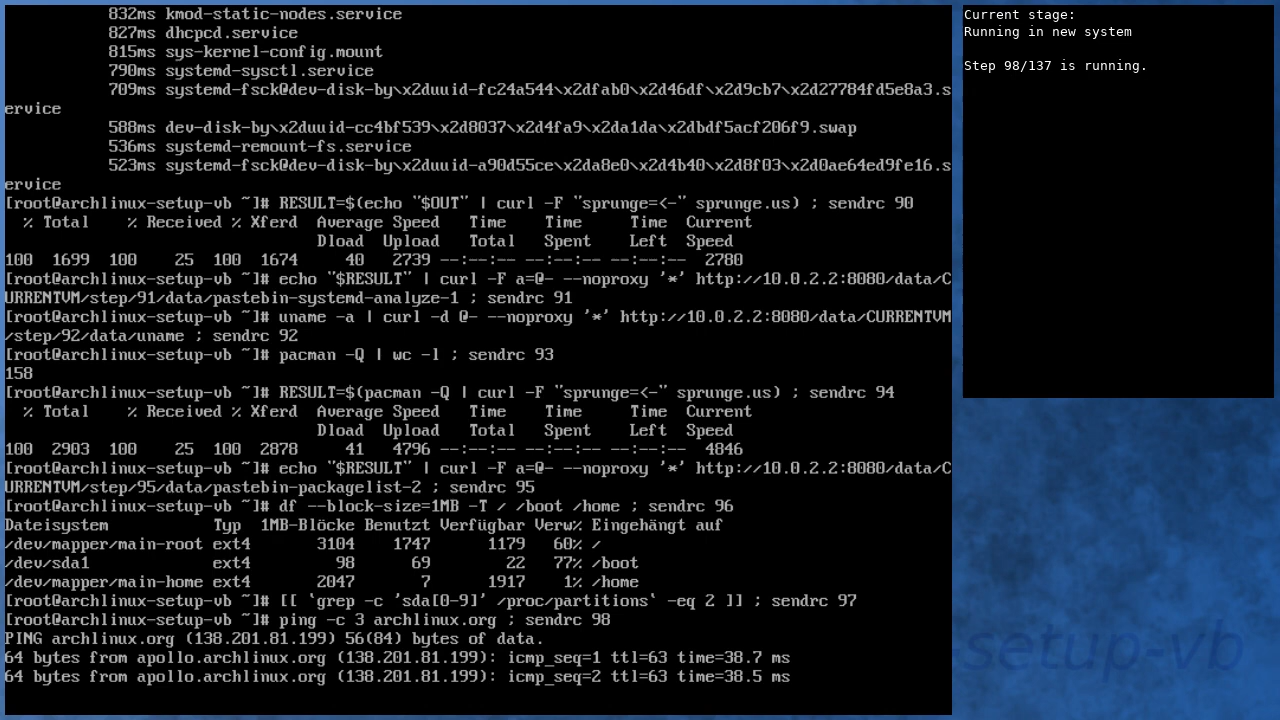 832ms kmod-static-nodes.service
827ms dhcpcd.service
815ms sys-kernel-config.mount
790ms systemd-sysctl.service
709ms systemd-fsck@dev-disk-by\x2duuid-fc24a544\x2dfab0\x2d46df\x2d9cb7\x2d27784fd5e8a3.s
ervice
588ms dev-disk-by\x2duuid-cc4bf539\x2d8037\x2d4fa9\x2da1da\x2dbdf5acf206f9.swap
536ms systemd-remount-fs.service
523ms systemd-fsck@dev-disk-by\x2duuid-a90d55ce\x2da8e0\x2d4b40\x2d8f03\x2d0ae64ed9fe16.s
ervice
[root@archlinux-setup-vb ~]# RESULT=$(echo "$OUT" | curl -F "sprunge=<-" sprunge.us) ; sendrc 90
% Total    % Received % Xferd  Average Speed   Time    Time     Time  Current
Dload  Upload   Total   Spent    Left  Speed
100  1699  100    25  100  1674     40   2739 --:--:-- --:--:-- --:--:--  2780
[root@archlinux-setup-vb ~]# echo "$RESULT" | curl -F a=@- --noproxy '*' http://10.0.2.2:8080/data/C
URRENTVM/step/91/data/pastebin-systemd-analyze-1 ; sendrc 91
[root@archlinux-setup-vb ~]# uname -a | curl -d @- --noproxy '*' http://10.0.2.2:8080/data/CURRENTVM
/step/92/data/uname ; sendrc 92
[root@archlinux-setup-vb ~]# pacman -Q | wc -l ; sendrc 93
158
[root@archlinux-setup-vb ~]# RESULT=$(pacman -Q | curl -F "sprunge=<-" sprunge.us) ; sendrc 94
% Total    % Received % Xferd  Average Speed   Time    Time     Time  Current
Dload  Upload   Total   Spent    Left  Speed
100  2903  100    25  100  2878     41   4796 --:--:-- --:--:-- --:--:--  4846
[root@archlinux-setup-vb ~]# echo "$RESULT" | curl -F a=@- --noproxy '*' http://10.0.2.2:8080/data/C
URRENTVM/step/95/data/pastebin-packagelist-2 ; sendrc 95
[root@archlinux-setup-vb ~]# df --block-size=1MB -T / /boot /home ; sendrc 96
Dateisystem           Typ  1MB-Blöcke Benutzt Verfügbar Verw% Eingehängt auf
/dev/mapper/main-root ext4       3104    1747      1179   60% /
/dev/sda1             ext4         98      69        22   77% /boot
/dev/mapper/main-home ext4       2047       7      1917    1% /home
[root@archlinux-setup-vb ~]# [[ `grep -c 'sda[0-9]' /proc/partitions` -eq 2 ]] ; sendrc 97
[root@archlinux-setup-vb ~]# ping -c 3 archlinux.org ; sendrc 98
PING archlinux.org (138.201.81.199) 56(84) bytes of data.
64 bytes from apollo.archlinux.org (138.201.81.199): icmp_seq=1 ttl=63 time=38.7 ms
64 bytes from apollo.archlinux.org (138.201.81.199): icmp_seq=2 ttl=63 time=38.5 ms
Current stage:
Running in new system
Step 98/137 is running.
-setup-vb